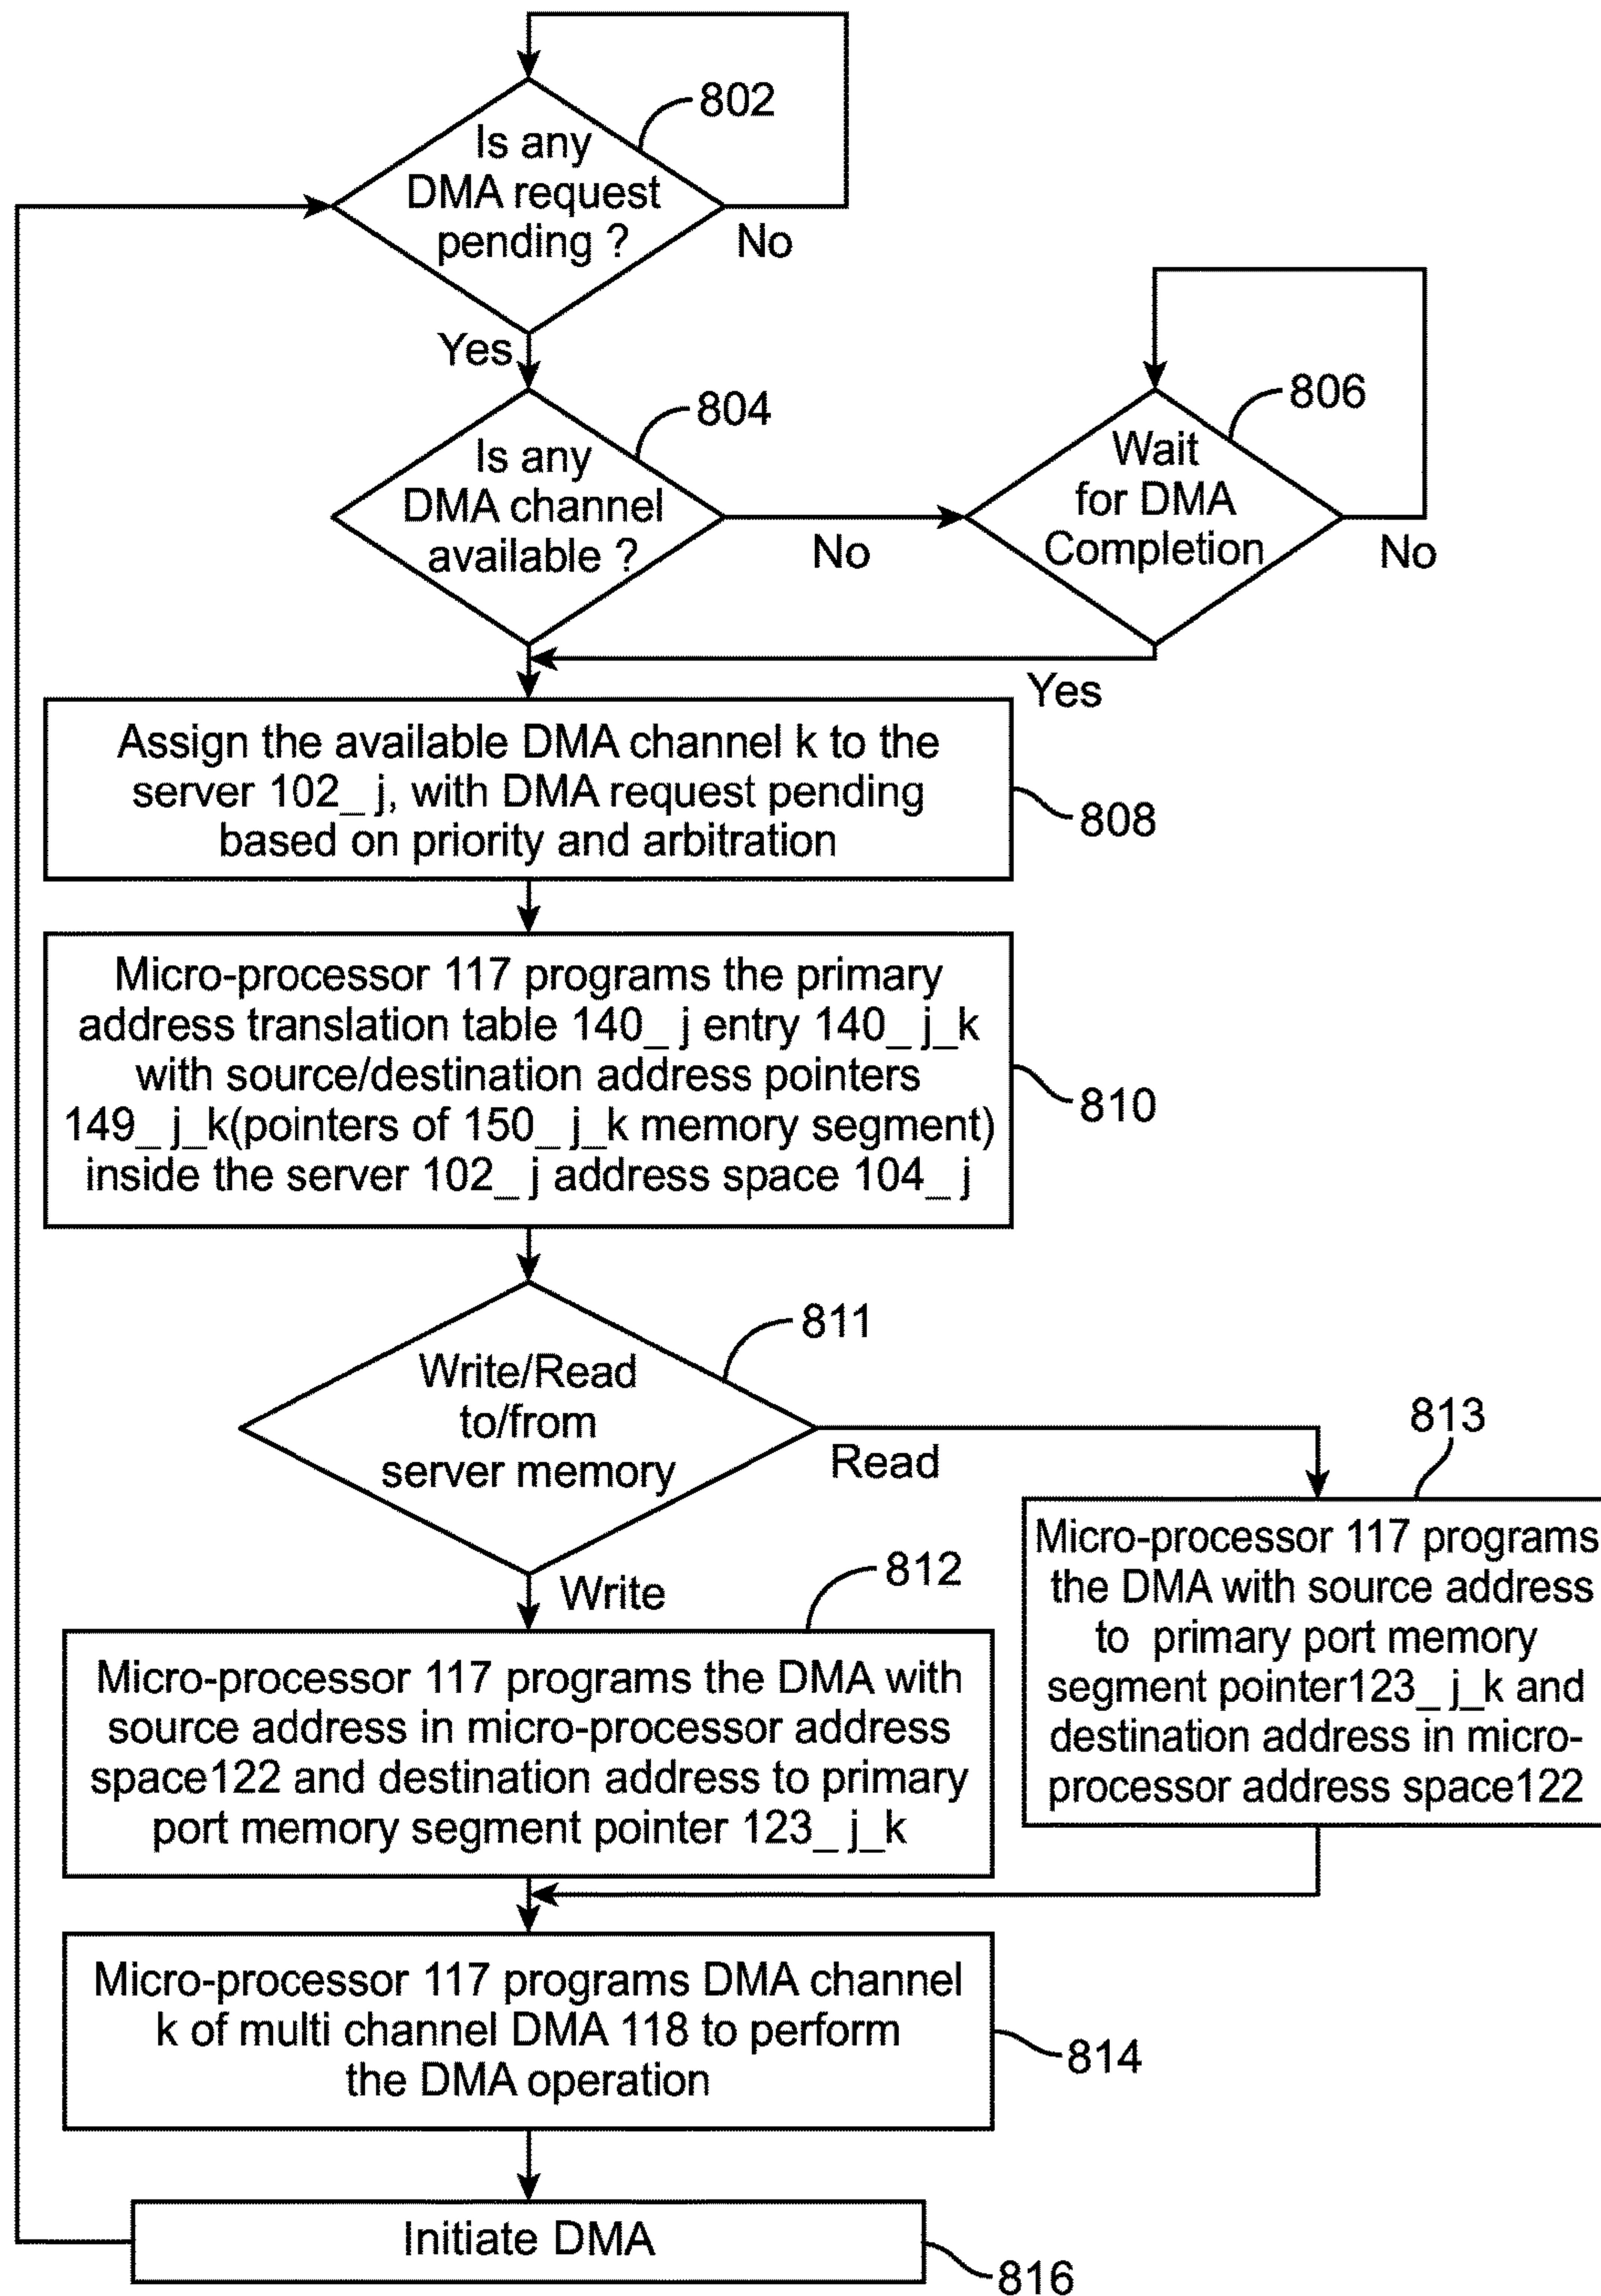 802
Is any
DMA request
pending ?
No
Yes
804
Is any
DMA channel
available ?
No
806
Wait
for DMA
Completion
No
Yes
Assign the available DMA channel k to the
server 102_ j, with DMA request pending
based on priority and arbitration
808
Micro-processor 117 programs the primary
address translation table 140_ j entry 140_ j_k
with source/destination address pointers
149_ j_k(pointers of 150_ j_k memory segment)
inside the server 102_ j address space 104_ j
810
811
Write/Read
to/from
server memory
Read
Write
813
Micro-processor 117 programs
the DMA with source address
to primary port memory
segment pointer123_ j_k and
destination address in micro-
processor address space122
812
Micro-processor 117 programs the DMA with
source address in micro-processor address
space122 and destination address to primary
port memory segment pointer 123_ j_k
Micro-processor 117 programs DMA channel
k of multi channel DMA 118 to perform
the DMA operation
814
Initiate DMA
816